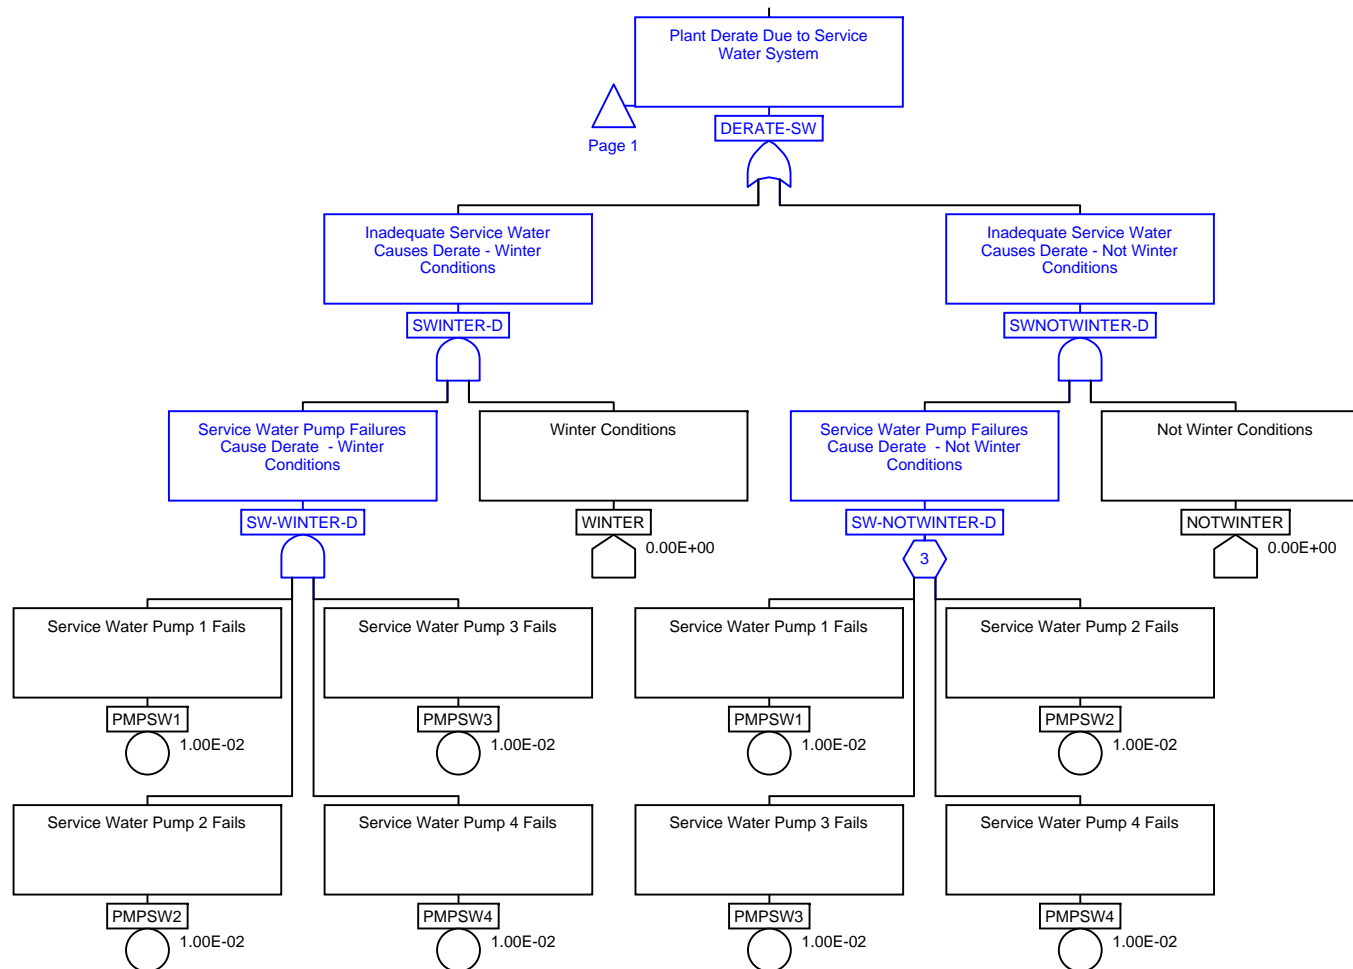 Plant Derate Due to Service
Water System
DERATE-SW
Page 1
Inadequate Service Water
Causes Derate - Winter
Conditions
SWINTER-D
Inadequate Service Water
Causes Derate - Not Winter
Conditions
SWNOTWINTER-D
Service Water Pump Failures
Cause Derate - Winter
Conditions
SW-WINTER-D
Winter Conditions
WINTER
0.00E+00
Service Water Pump Failures
Cause Derate - Not Winter
Conditions
SW-NOTWINTER-D
3
Not Winter Conditions
NOTWINTER
0.00E+00
Service Water Pump 1 Fails
PMPSW1
1.00E-02
Service Water Pump 3 Fails
PMPSW3
1.00E-02
Service Water Pump 1 Fails
PMPSW1
1.00E-02
Service Water Pump 2 Fails
PMPSW2
1.00E-02
Service Water Pump 2 Fails
PMPSW2
1.00E-02
Service Water Pump 4 Fails
PMPSW4
1.00E-02
Service Water Pump 3 Fails
PMPSW3
1.00E-02
Service Water Pump 4 Fails
PMPSW4
1.00E-02